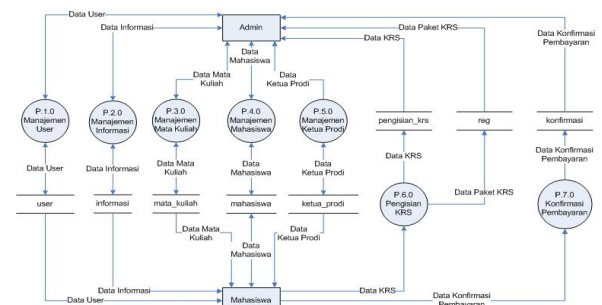 Data User
Data Informasi
Admin
Data Paket KRS
Data KRS
Data Konfirmasi
Pembayaran
Data
Mahasiswa
Data Mata
Kuliah
Data
Ketua Prodi
P.1.0
Manajemen
User
P.2.0
Manajemen
Informasi
P.3.0
Manajemen
Mata Kuliah
P.4.0
Manajemen
Mahasiswa
P.5.0
Manajemen
Ketua Prodi
pengisian_krs
reg
konfirmasi
Data User
Data Informasi
Data Mata
Kuliah
Data
Mahasiswa
Data
Ketua Prodi
Data KRS
Data Konfirmasi
Pembayaran
user
informasi
mata_kuliah
mahasiswa
ketua_prodi
P.6.0
Pengisian
KRS
Data Paket KRS
P.7.0
Konfirmasi
Pembayaran
Data Mata
Kuliah
Data
Mahasiswa
Data
Ketua Prodi
Data Informasi
Data User
Mahasiswa
Data KRS
Data Konfirmasi
Pembayaran